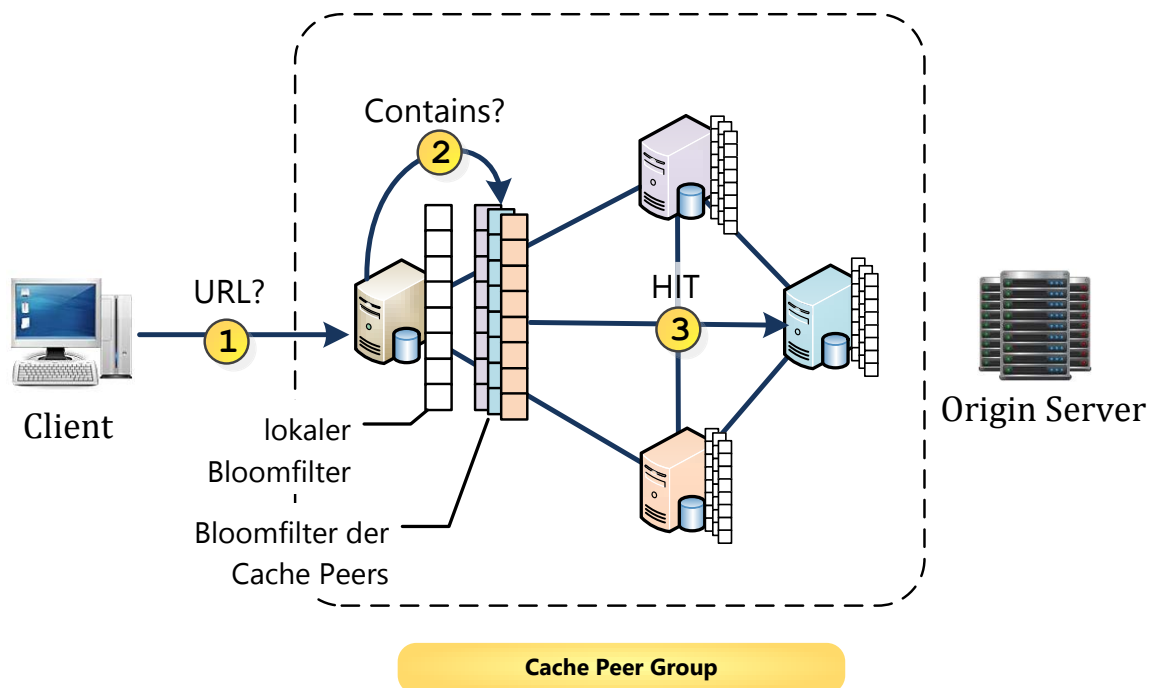 Contains?
2
URL?
1
HIT
3
Client
Origin Server
lokaler
Bloomfilter
Bloomfilter der
Cache Peers
Cache Peer Group